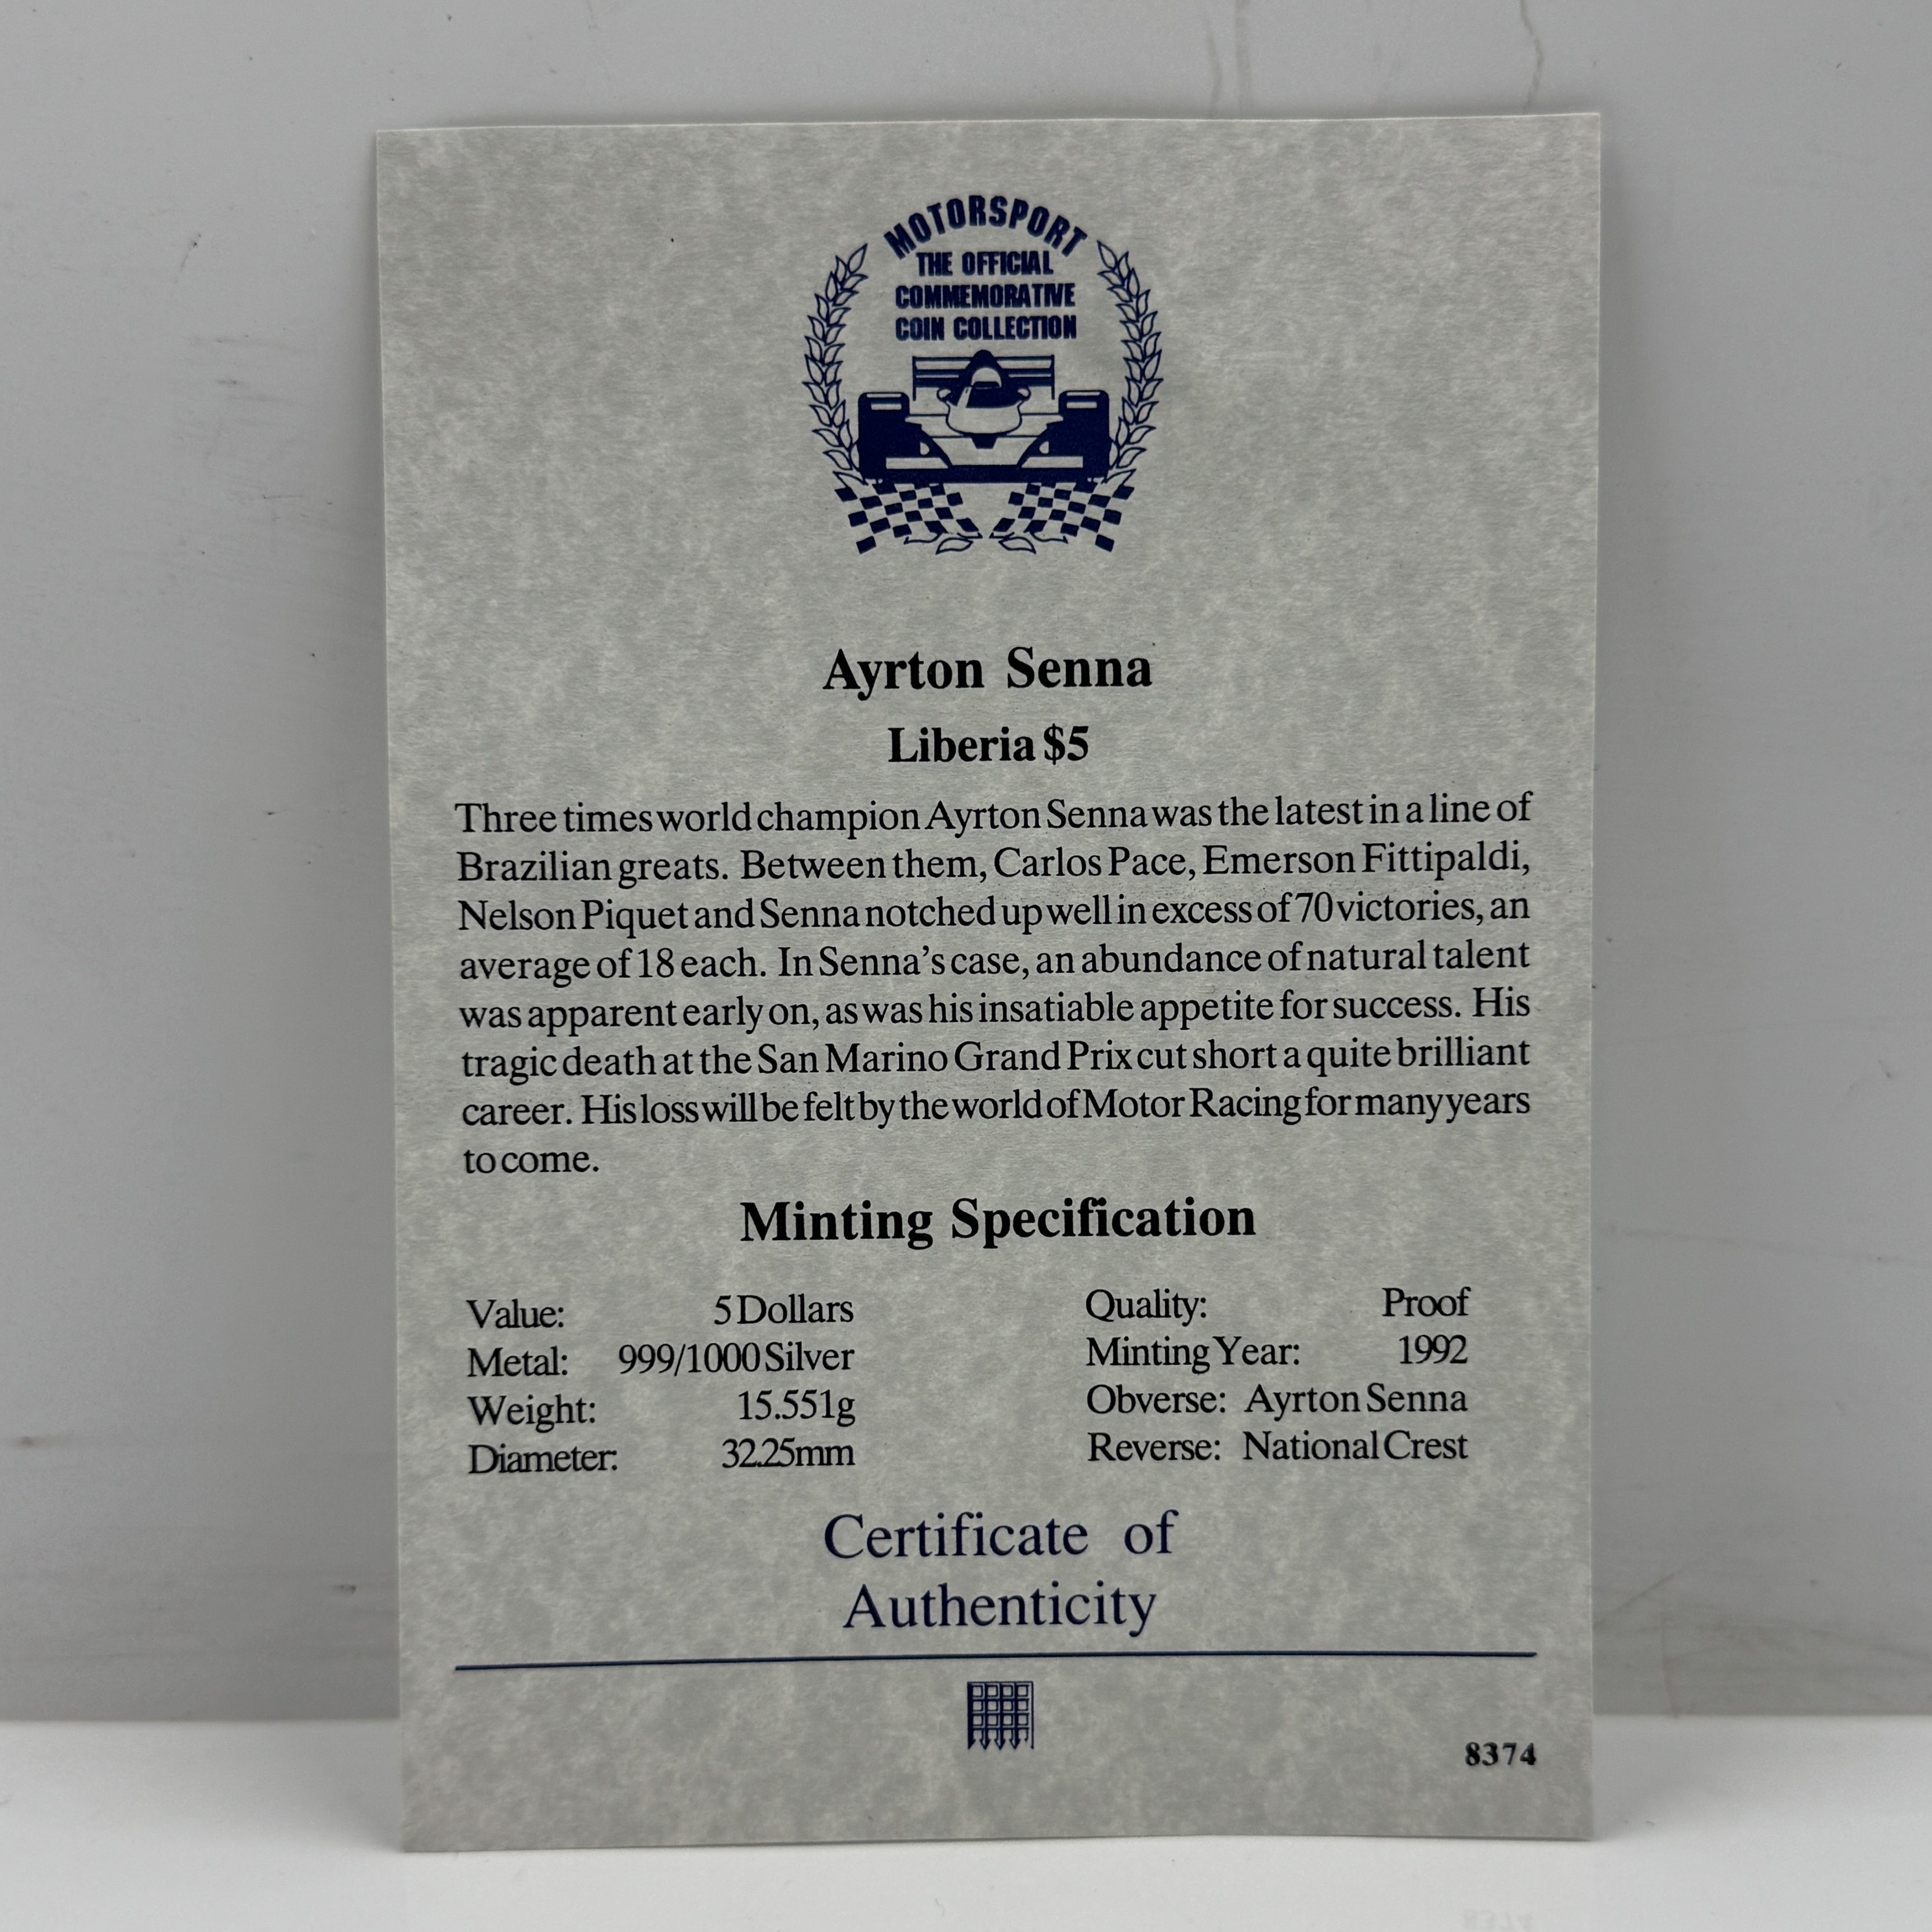 MOTORSPORT
THE OFFICIAL
COMMEMORATIVE
COIN COLLECTION
Ayrton Senna
Liberia $5
Three times world champion Ayrton Senna was the latest in a line of
Brazilian greats. Between them, Carlos Pace, Emerson Fittipaldi,
Nelson Piquet and Senna notched up well in excess of 70 victories, an
average of 18 each. In Senna's case, an abundance of natural talent
was apparent early on, as was his insatiable appetite for success. His
tragic death at the San Marino Grand Prix cut short a quite brilliant
career. His loss will be felt by the world of Motor Racing for many years
to come.
Minting Specification
Value: 5 Dollars Quality: Proof
Metal: 999/1000 Silver Minting Year: 1992
Weight: 15.551g Obverse: Ayrton Senna
Diameter: 32.25mm Reverse: National Crest
Certificate of
Authenticity
8374